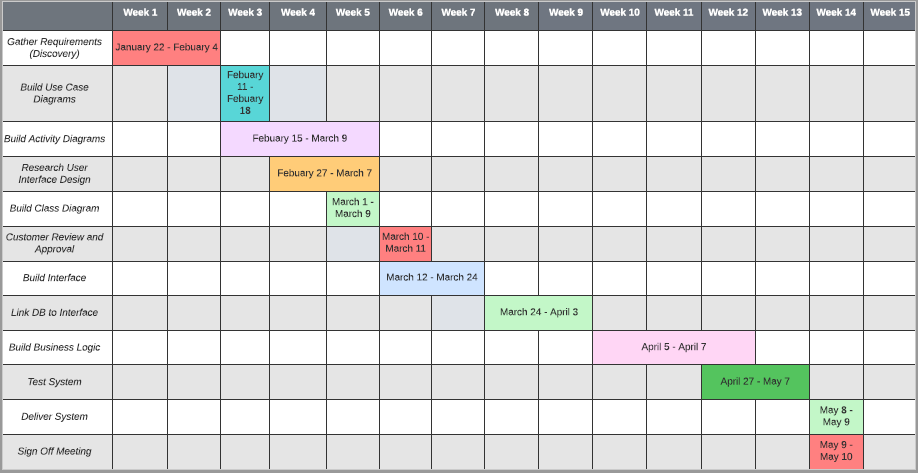 Week 1 Week 2 Week 3 Week 4 Week 5 Week 6 Week 7 Week 8 Week 9 Week 10 Week 11 Week 12 Week 13 Week 14 Week 15
Gather Requirements
(Discovery)
January 22 - Febuary 4
Build Use Case
Diagrams
Febuary
11 -
Febuary
18
Build Activity Diagrams
Febuary 15 - March 9
Research User
Interface Design
Febuary 27 - March 7
Build Class Diagram
March 1 -
March 9
Customer Review and
Approval
March 10 -
March 11
Build Interface
March 12 - March 24
Link DB to Interface
March 24 - April 3
Build Business Logic
April 5 - April 7
Test System
April 27 - May 7
Deliver System
May 8 -
May 9
Sign Off Meeting
May 9 -
May 10